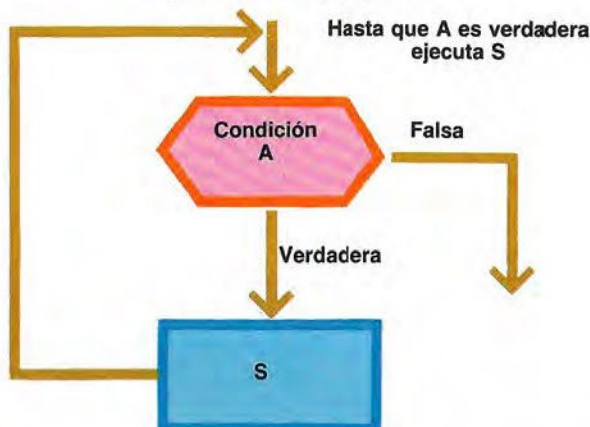 Hasta que A es verdadera
ejecuta S
Condición
A
Falsa
Verdadera
S